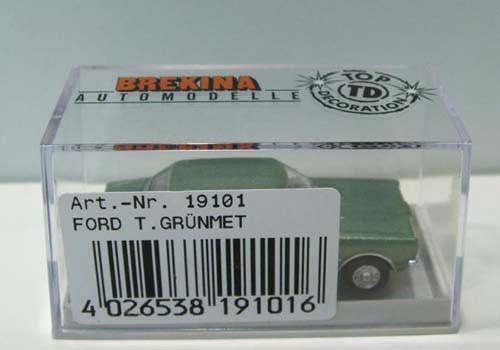 BREKINA
AUTOMODELLE
TOP
TD
DECORATION
Art.-Nr. 19101
FORD T.GRÜNMET
4 026538 191016